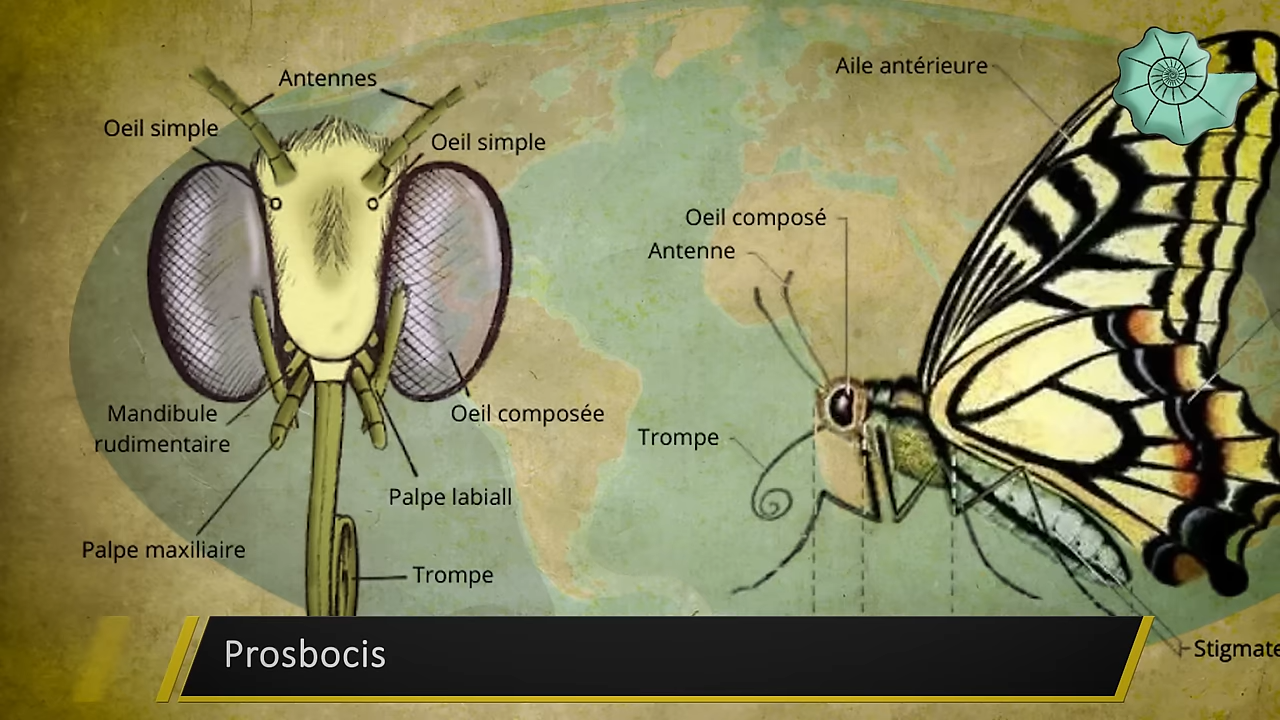 Antennes
Oeil simple
Oeil simple
Mandibule
rudimentaire
Oeil composée
Palpe labiall
Palpe maxiliaire
Trompe
Aile antérieure
Oeil composé
Antenne
Trompe
Stigmate
Prosbocis